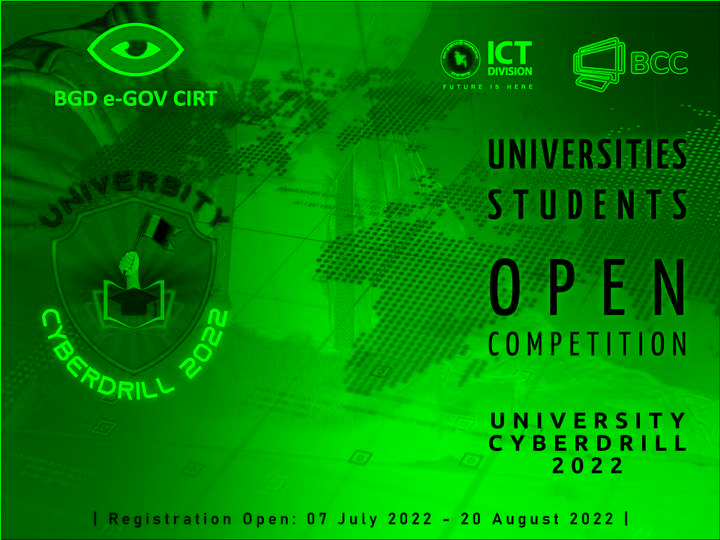 BGD e-GOV CIRT
ICT
DIVISION
FUTURE IS HERE
BCC
UNIVERSITY
CYBERDRILL 2022
UNIVERSITIES
STUDENTS
OPEN
COMPETITION
UNIVERSITY
CYBERDRILL
2022
| Registration Open: 07 July 2022 - 20 August 2022 |